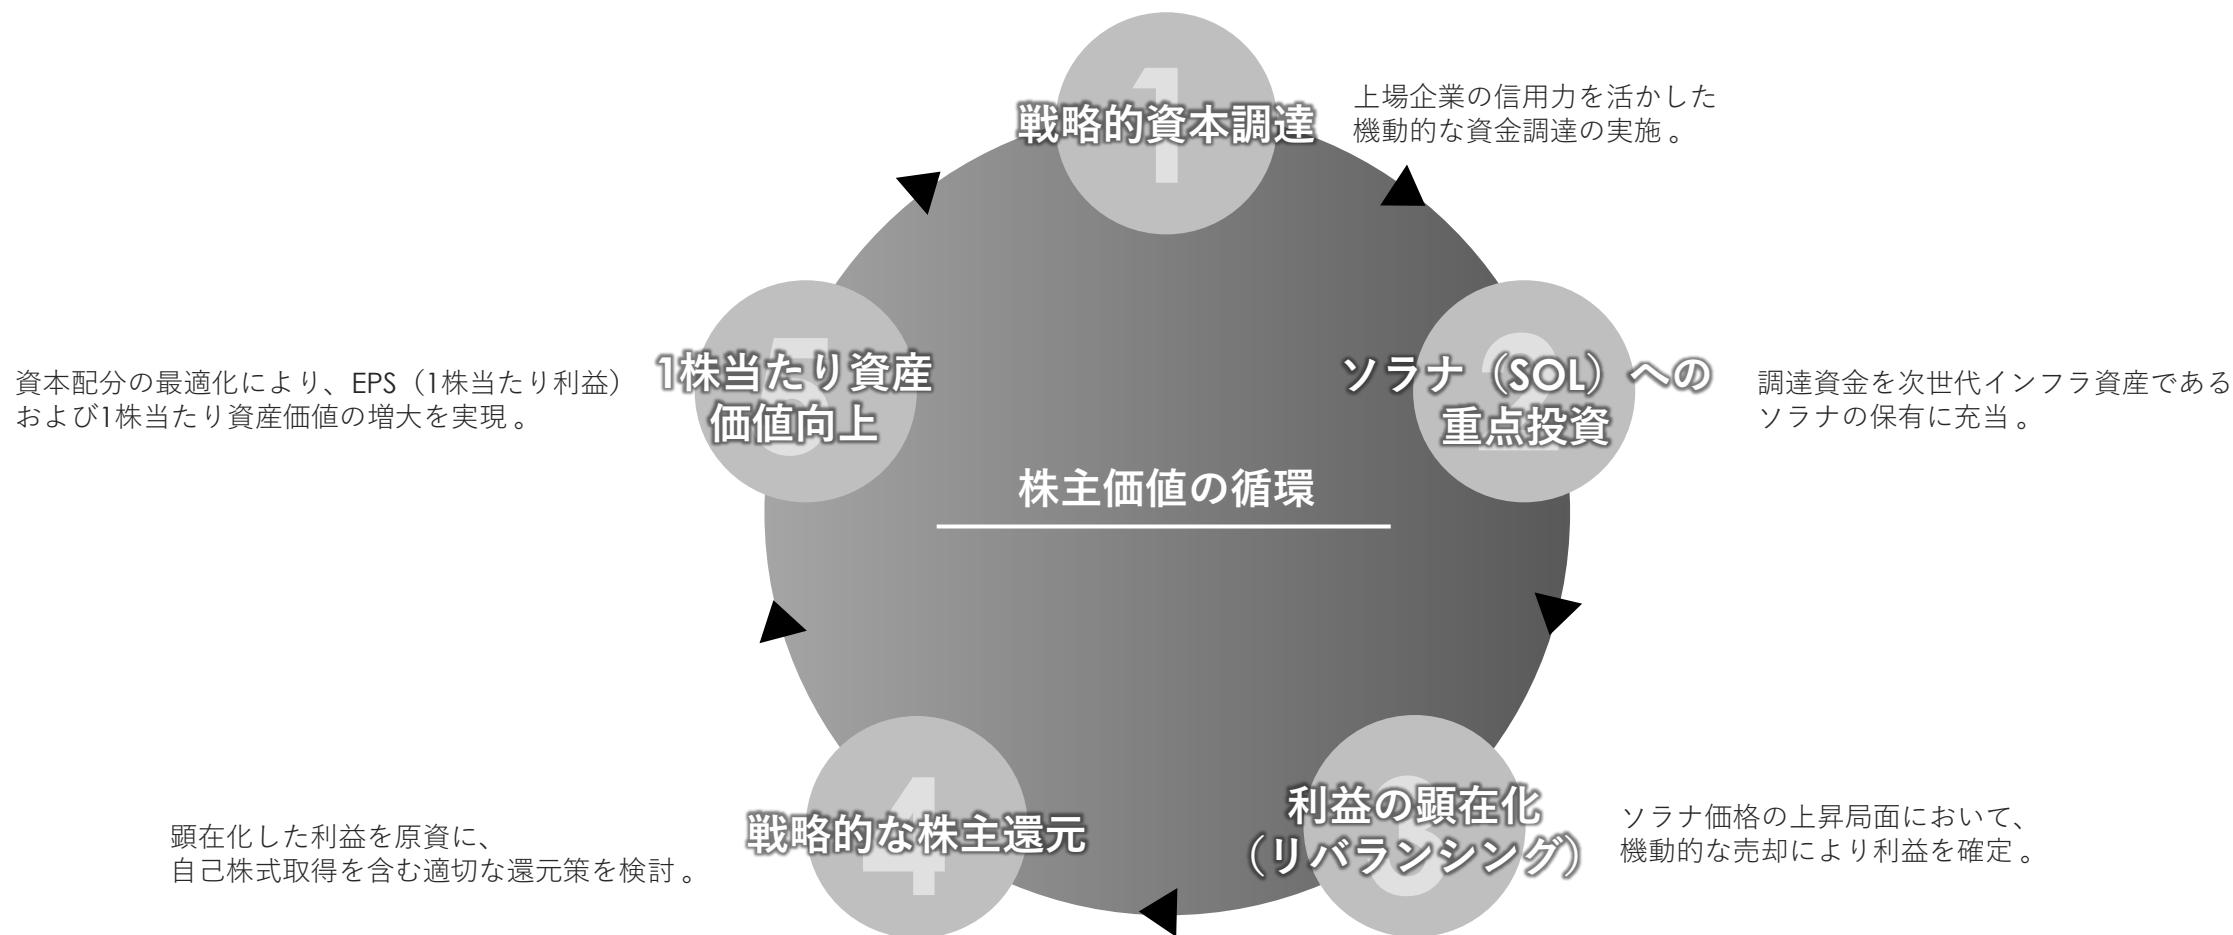 1
戦略的資本調達
上場企業の信用力を活かした
機動的な資金調達の実施。
2
ソラナ（SOL）への
重点投資
調達資金を次世代インフラ資産である
ソラナの保有に充当。
3
利益の顕在化
（リバランシング）
ソラナ価格の上昇局面において、
機動的な売却により利益を確定。
4
戦略的な株主還元
顕在化した利益を原資に、
自己株式取得を含む適切な還元策を検討。
5
1株当たり資産
価値向上
資本配分の最適化により、EPS（1株当たり利益）
および1株当たり資産価値の増大を実現。
株主価値の循環